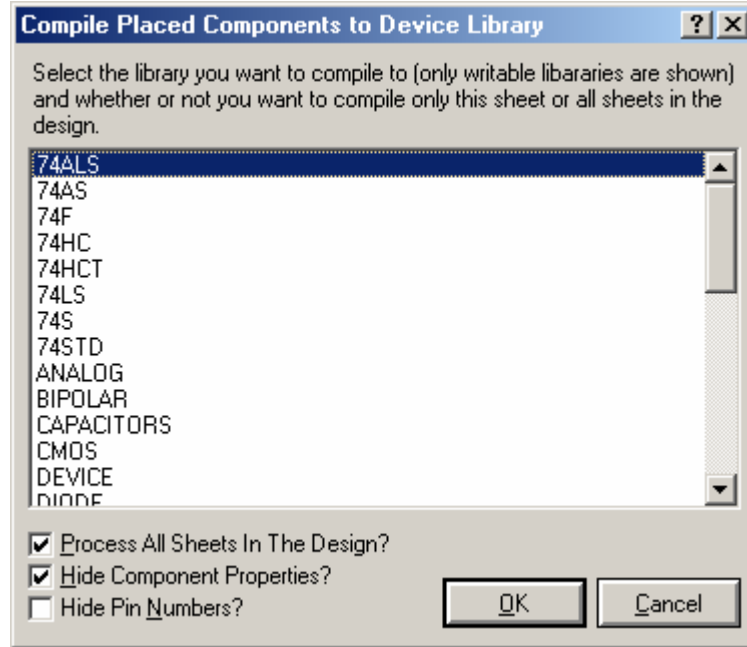 Compile Placed Components to Device Library
Select the library you want to compile to (only writable libararies are shown)
and whether or not you want to compile only this sheet or all sheets in the
design.
74ALS
74AS
74F
74HC
74HCT
74LS
74S
74STD
ANALOG
BIPOLAR
CAPACITORS
CMOS
DEVICE
DIODE
Process All Sheets In The Design?
Hide Component Properties?
Hide Pin Numbers?
OK
Cancel